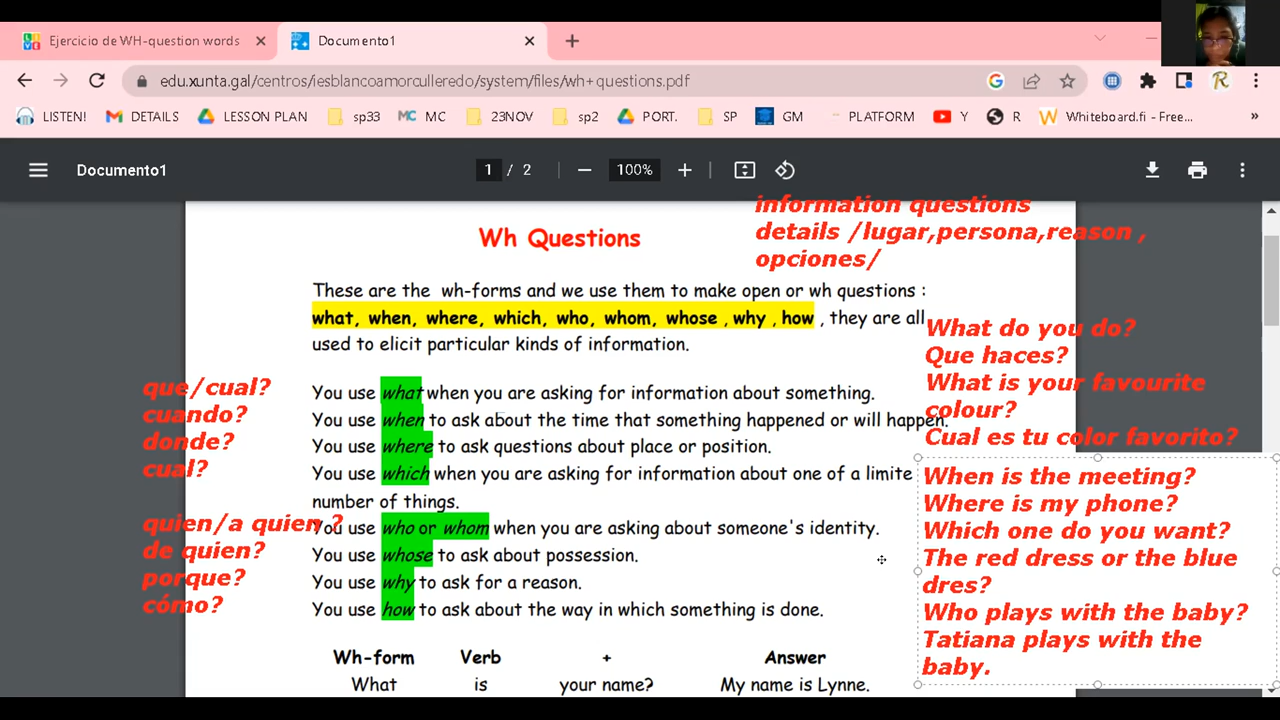 Ejercicio de WH-question words
Documento1
edu.xunta.gal/centros/iesblancoamorculleredo/system/files/wh+questions.pdf
LISTEN! DETAILS LESSON PLAN sp33 MC MC 23NOV sp2 PORT. SP GM PLATFORM Y R Whiteboard.fi - Free... »
Documento1 1 / 2 100%
information questions
details /lugar,persona,reason ,
opciones/
Wh Questions
These are the wh-forms and we use them to make open or wh questions :
what, when, where, which, who, whom, whose , why , how , they are all
used to elicit particular kinds of information.
You use what when you are asking for information about something.
You use when to ask about the time that something happened or will happen.
You use where to ask questions about place or position.
You use which when you are asking for information about one of a limite
number of things.
You use who or whom when you are asking about someone's identity.
You use whose to ask about possession.
You use why to ask for a reason.
You use how to ask about the way in which something is done.
Wh-form Verb + Answer
What is your name? My name is Lynne.
que/cual?
cuando?
donde?
cual?
quien/a quien ?
de quien?
porque?
cómo?
What do you do?
Que haces?
What is your favourite
colour?
Cual es tu color favorito?
When is the meeting?
Where is my phone?
Which one do you want?
The red dress or the blue
dres?
Who plays with the baby?
Tatiana plays with the
baby.